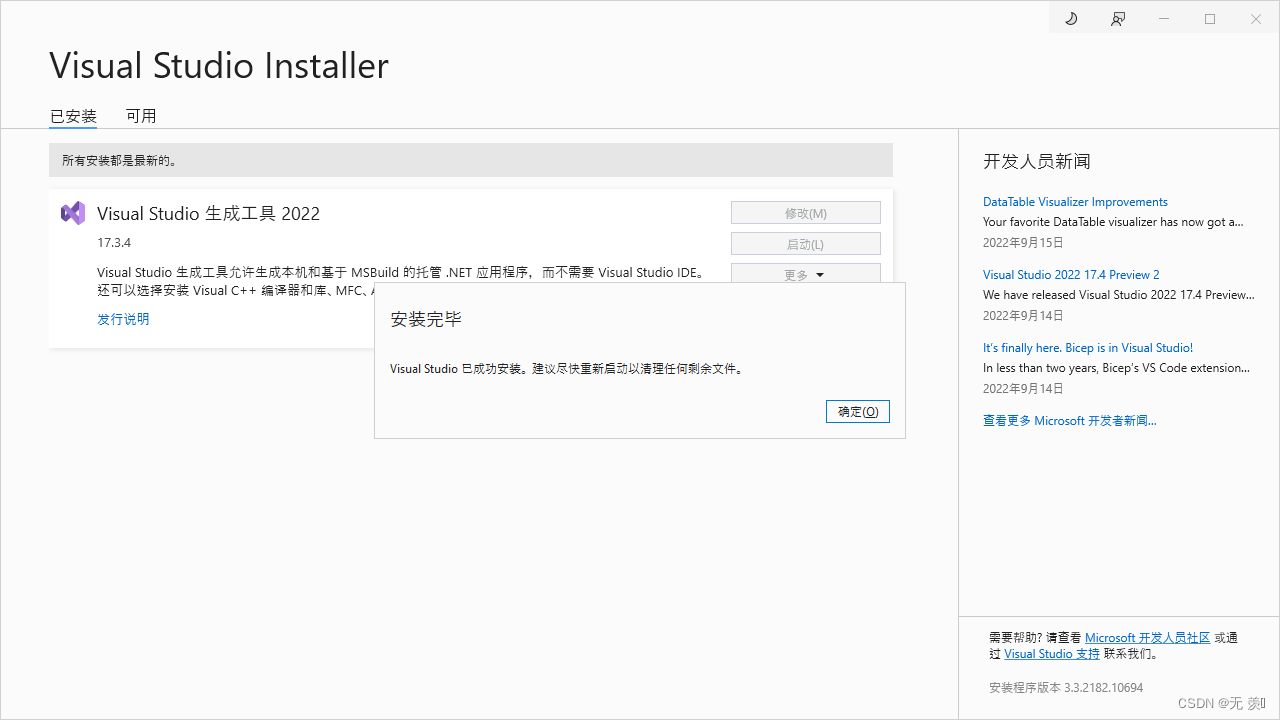 Visual Studio Installer
已安装 可用
所有安装都是最新的。
Visual Studio 生成工具 2022
17.3.4
Visual Studio 生成工具允许生成本机和基于 MSBuild 的托管 .NET 应用程序，而不需要 Visual Studio IDE。
还可以选择安装 Visual C++ 编译器和库、MFC、
发行说明
修改(M)
启动(L)
更多
安装完毕
Visual Studio 已成功安装。建议尽快重新启动以清理任何剩余文件。
确定(O)
开发人员新闻
DataTable Visualizer Improvements
Your favorite DataTable visualizer has now got a...
2022年9月15日
Visual Studio 2022 17.4 Preview 2
We have released Visual Studio 2022 17.4 Preview...
2022年9月14日
It's finally here. Bicep is in Visual Studio!
In less than two years, Bicep's VS Code extension...
2022年9月14日
查看更多 Microsoft 开发者新闻...
需要帮助? 请查看 Microsoft 开发人员社区 或通
过 Visual Studio 支持 联系我们。
安装程序版本 3.3.2182.10694
CSDN @无 羡